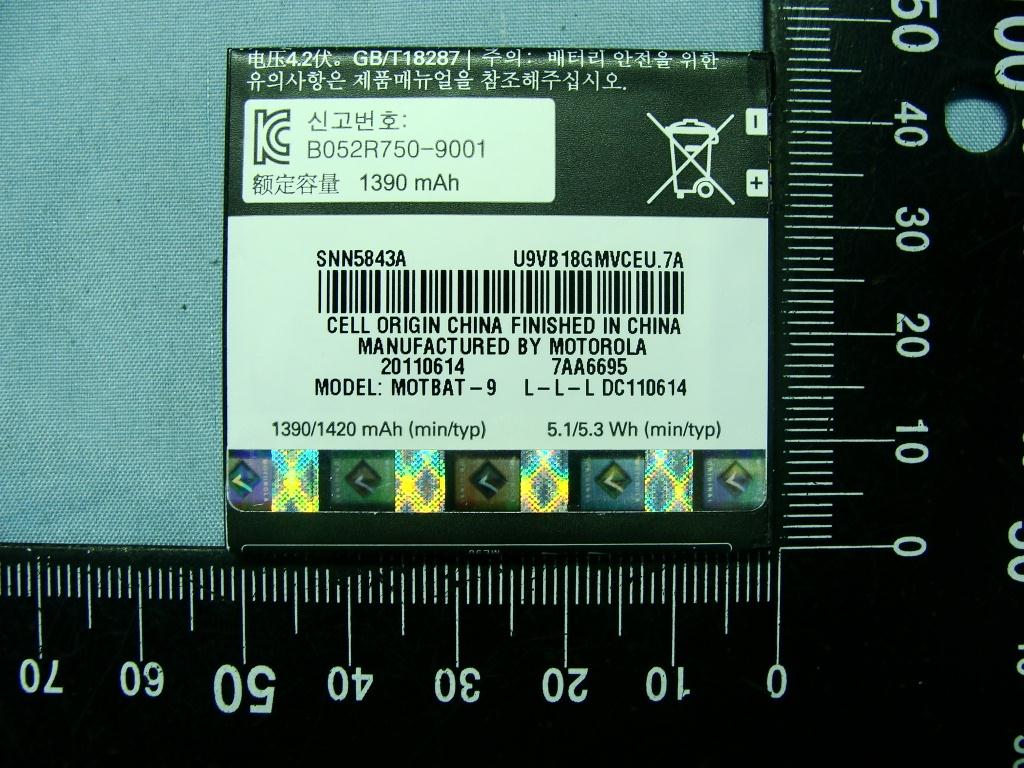 电压4.2伏。 GB/T18287 | 주의: 배터리 안전을 위한
유의사항은 제품매뉴얼을 참조해주십시오.
신고번호:
B052R750-9001
额定容量 1390 mAh
-
+
SNN5843A U9VB18GMVCEU.7A
CELL ORIGIN CHINA FINISHED IN CHINA
MANUFACTURED BY MOTOROLA
20110614 7AA6695
MODEL: MOTBAT-9 L-L-L DC110614
1390/1420 mAh (min/typ) 5.1/5.3 Wh (min/typ)
50
40
30
20
10
0
70 60 50 40 30 20 10 0